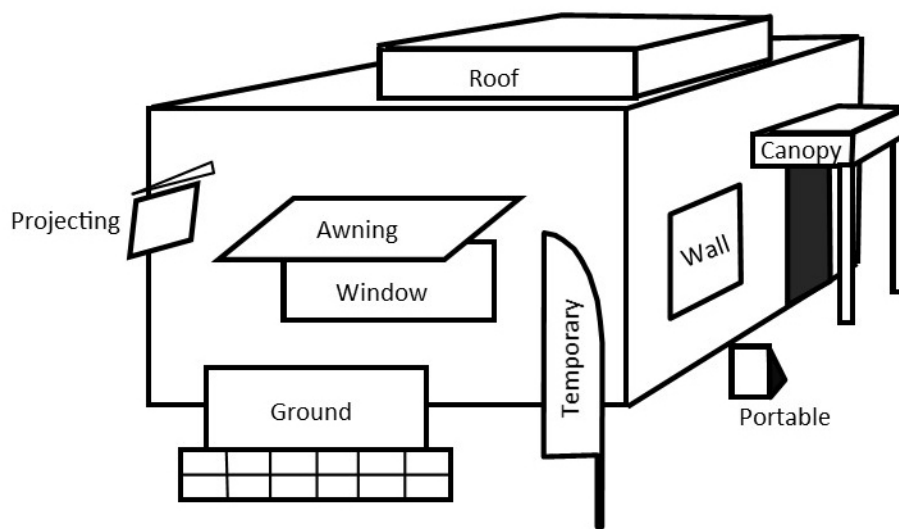 Roof
Canopy
Projecting
Awning
Wall
Window
Temporary
Ground
Portable